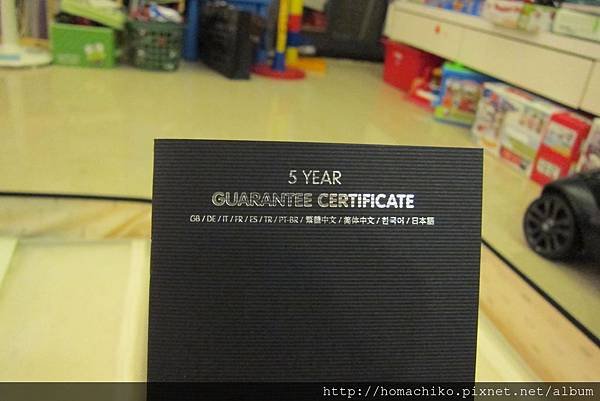 5 YEAR
GUARANTEE CERTIFICATE
GB / DE / IT / FR / ES / TR / PT-BR / 繁體中文 / 简体中文 / 한국어 / 日本語
http://homachiko.pixnet.net/album